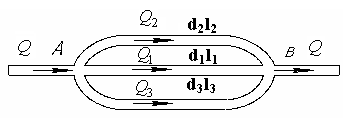 Q₂ d₂l₂
Q A Q₁ d₁l₁ B Q
Q₃ d₃l₃